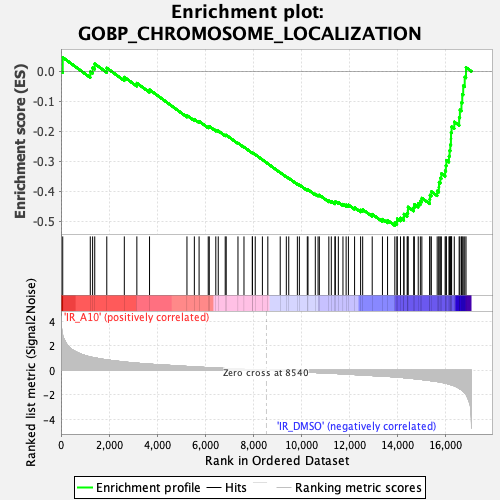 Enrichment plot:
GOBP_CHROMOSOME_LOCALIZATION
Enrichment score (ES)
0.0
-0.1
-0.2
-0.3
-0.4
-0.5
Ranked list metric (Signal2Noise)
'IR_A10' (positively correlated)
4
2
0
-2
-4
Zero cross at 8540
'IR_DMSO' (negatively correlated)
0 2,000 4,000 6,000 8,000 10,000 12,000 14,000 16,000
Rank in Ordered Dataset
Enrichment profile Hits Ranking metric scores